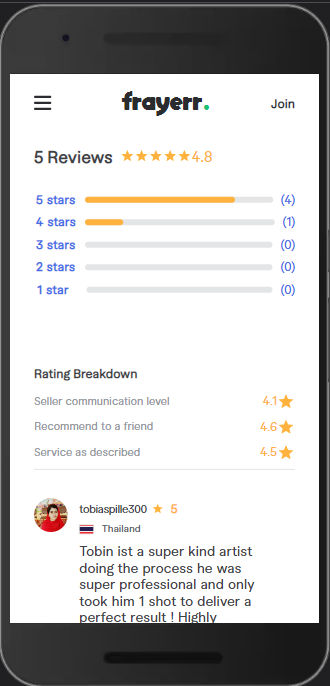 frayerr.
Join
5 Reviews ★★★★★4.8
5 stars (4)
4 stars (1)
3 stars (0)
2 stars (0)
1 star (0)
Rating Breakdown
Seller communication level 4.1★
Recommend to a friend 4.6★
Service as described 4.5★
tobiaspille300 ★ 5
Thailand
Tobin ist a super kind artist
doing the process he was
super professional and only
took him 1 shot to deliver a
perfect result ! Highly